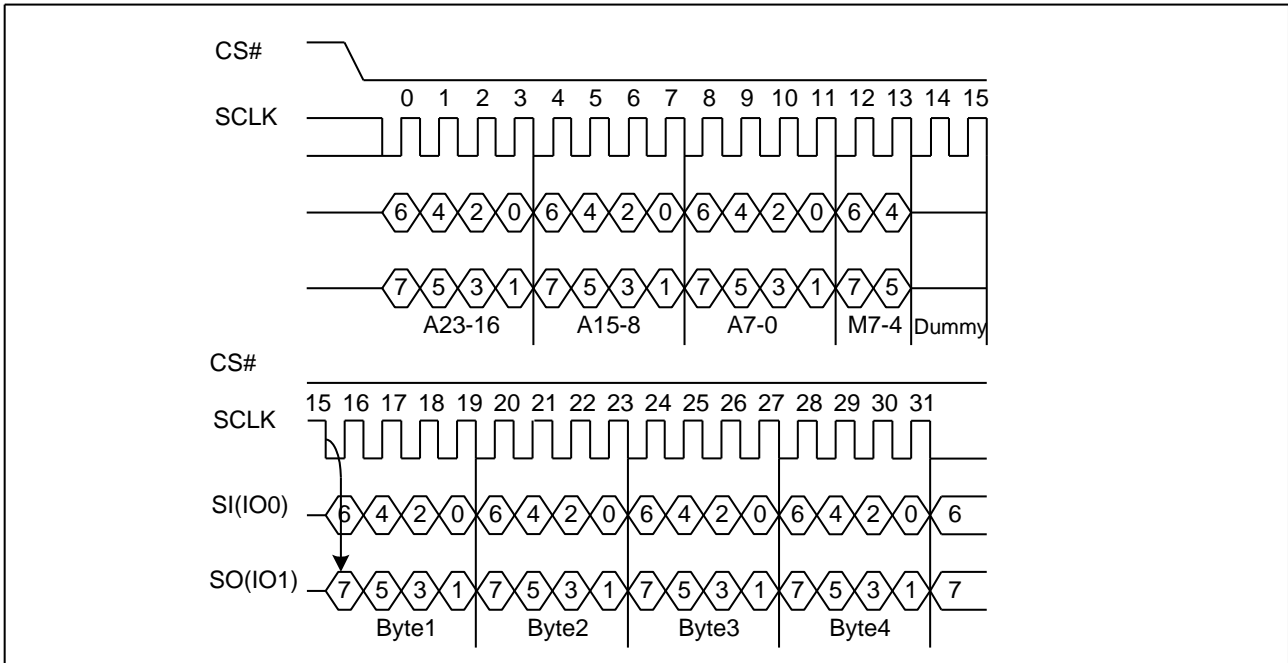 CS#
0 1 2 3 4 5 6 7 8 9 10 11 12 13 14 15
SCLK
6 4 2 0 6 4 2 0 6 4 2 0 6 4
7 5 3 1 7 5 3 1 7 5 3 1 7 5
A23-16 A15-8 A7-0 M7-4 Dummy
CS#
15 16 17 18 19 20 21 22 23 24 25 26 27 28 29 30 31
SCLK
SI(IO0) 6 4 2 0 6 4 2 0 6 4 2 0 6 4 2 0 6
SO(IO1) 7 5 3 1 7 5 3 1 7 5 3 1 7 5 3 1 7
Byte1 Byte2 Byte3 Byte4